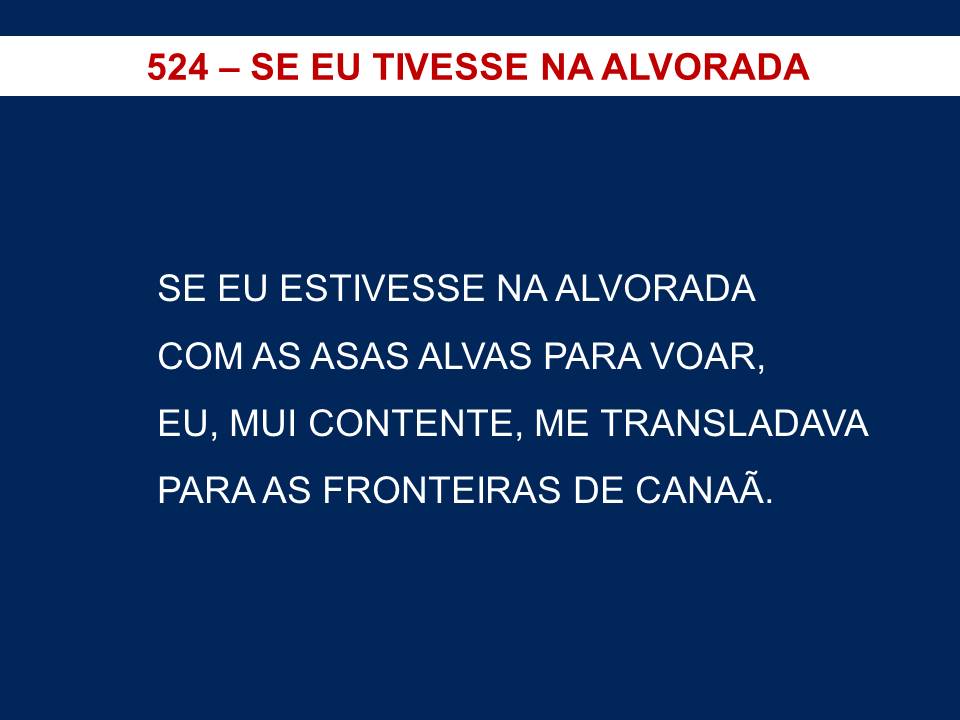 524 – SE EU TIVESSE NA ALVORADA
SE EU ESTIVESSE NA ALVORADA
COM AS ASAS ALVAS PARA VOAR,
EU, MUI CONTENTE, ME TRANSLADAVA
PARA AS FRONTEIRAS DE CANAÃ.